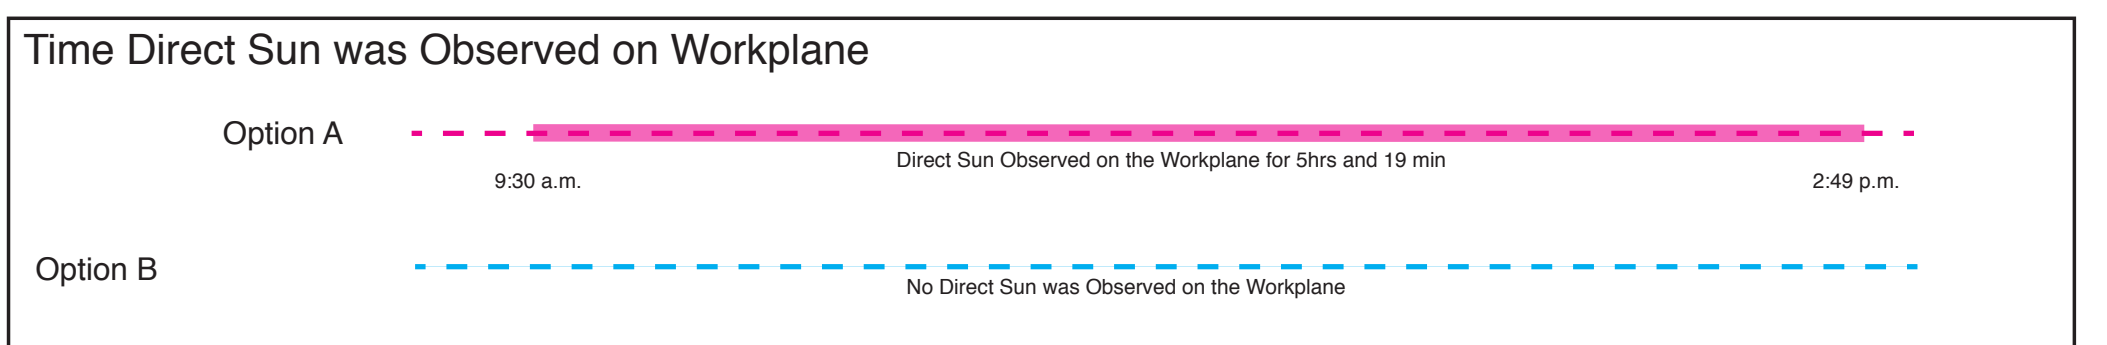 Time Direct Sun was Observed on Workplane
Option A
Direct Sun Observed on the Workplane for 5hrs and 19 min
9:30 a.m.
2:49 p.m.
Option B
No Direct Sun was Observed on the Workplane